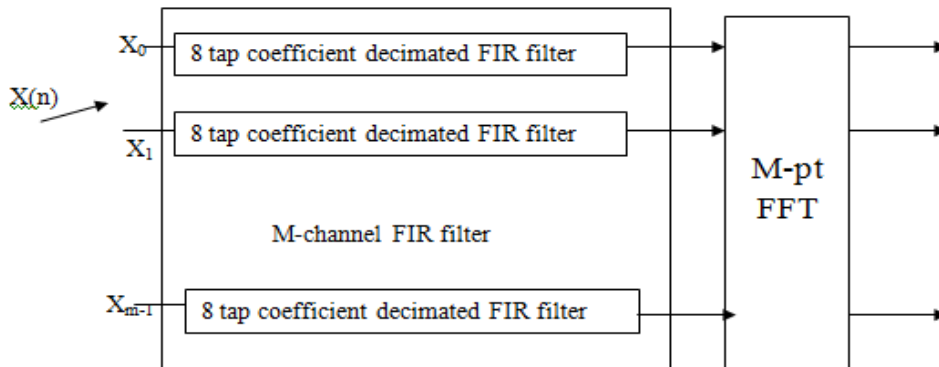 X₀
8 tap coefficient decimated FIR filter
X(n)
X₁
8 tap coefficient decimated FIR filter
M-pt
FFT
M-channel FIR filter
Xₘ₋₁
8 tap coefficient decimated FIR filter